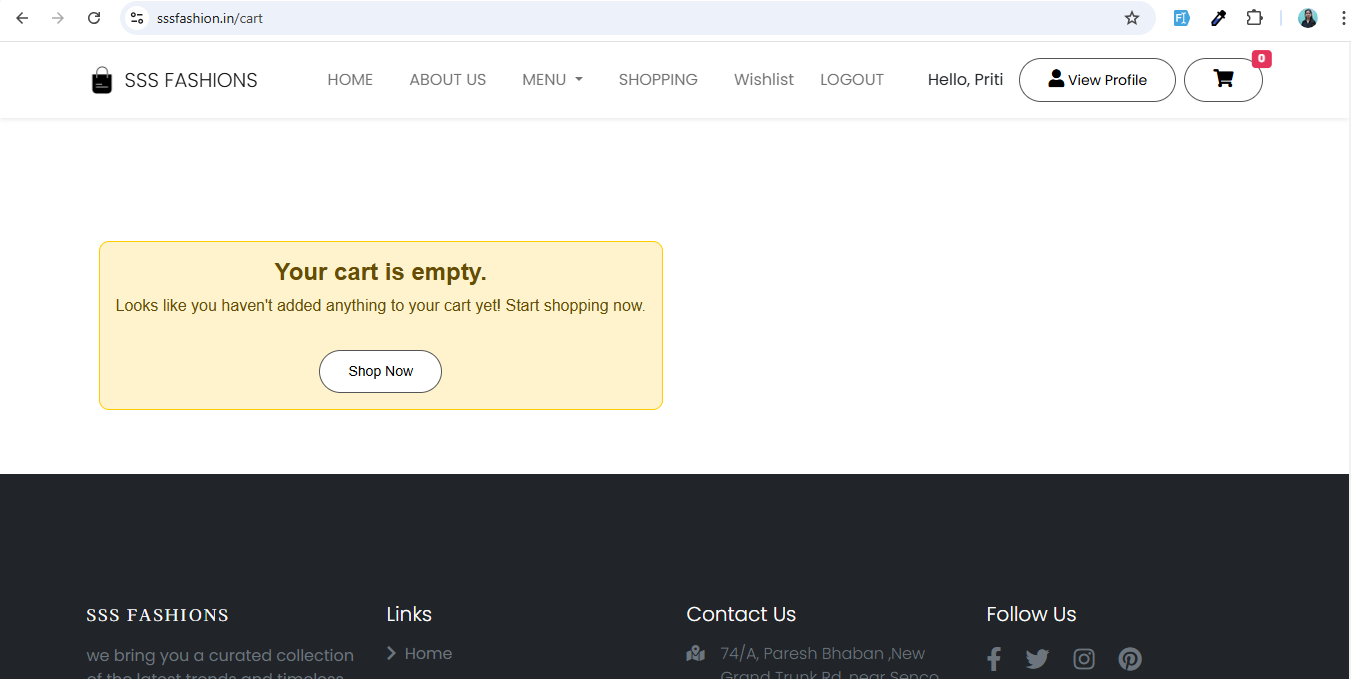 sssfashion.in/cart
SSS FASHIONS HOME ABOUT US MENU SHOPPING Wishlist LOGOUT Hello, Priti View Profile 0
Your cart is empty.
Looks like you haven't added anything to your cart yet! Start shopping now.
Shop Now
SSS FASHIONS
we bring you a curated collection
of the latest trends and timeless
Links
Home
Contact Us
74/A, Paresh Bhaban ,New
Grand Trunk Rd, near Senco
Follow Us